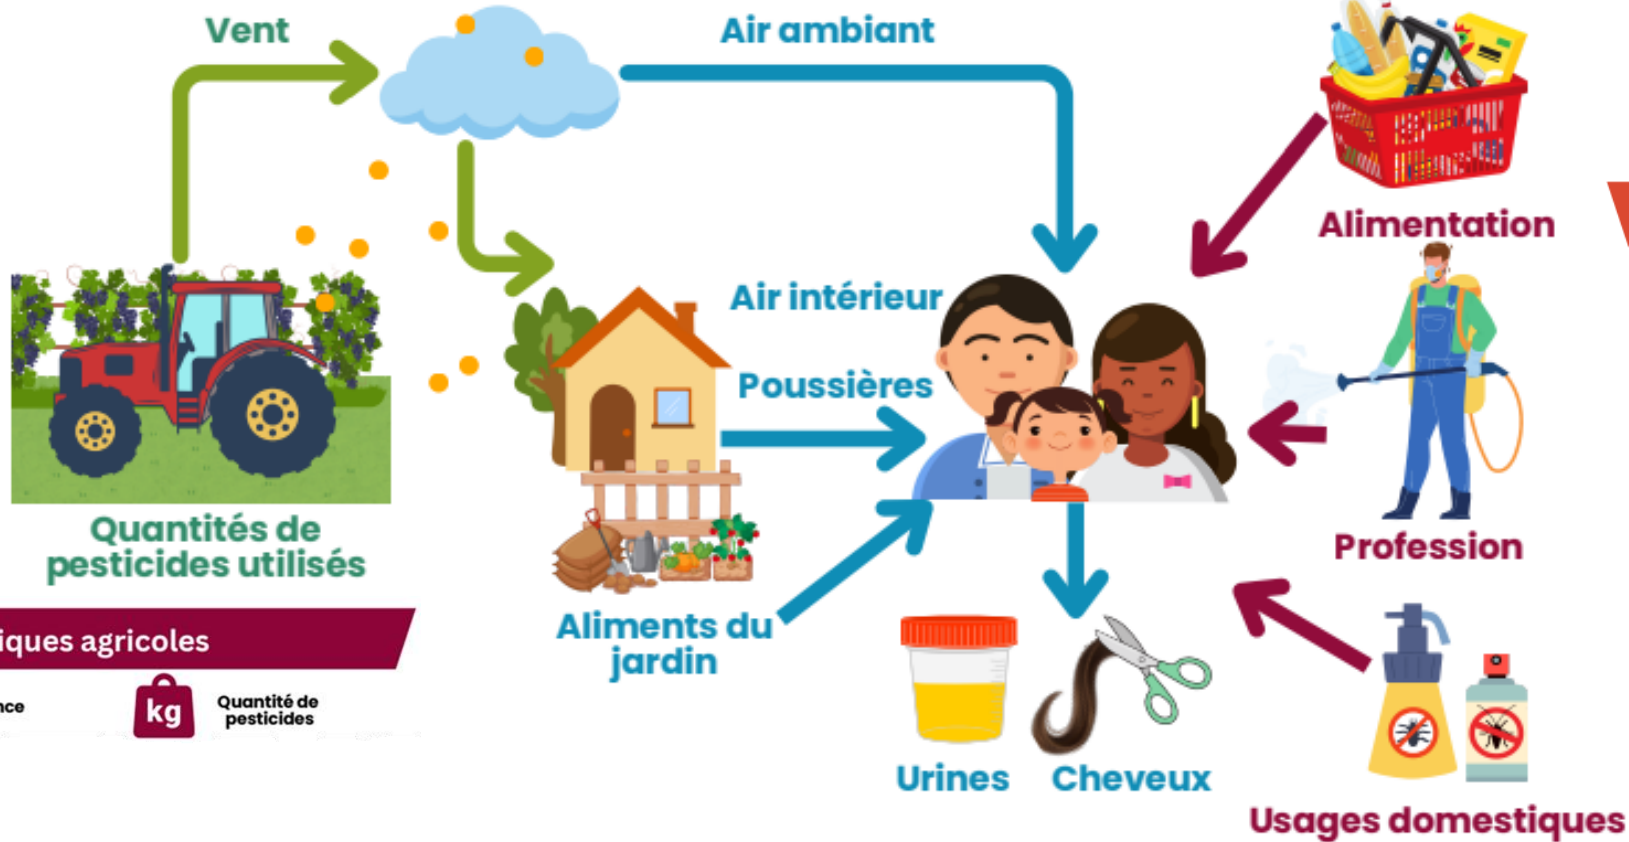 Vent
Air ambiant
Alimentation
Air intérieur
Poussières
Quantités de
pesticides utilisés
Profession
iques agricoles
Aliments du
jardin
nce
kg
Quantité de
pesticides
Urines
Cheveux
Usages domestiques